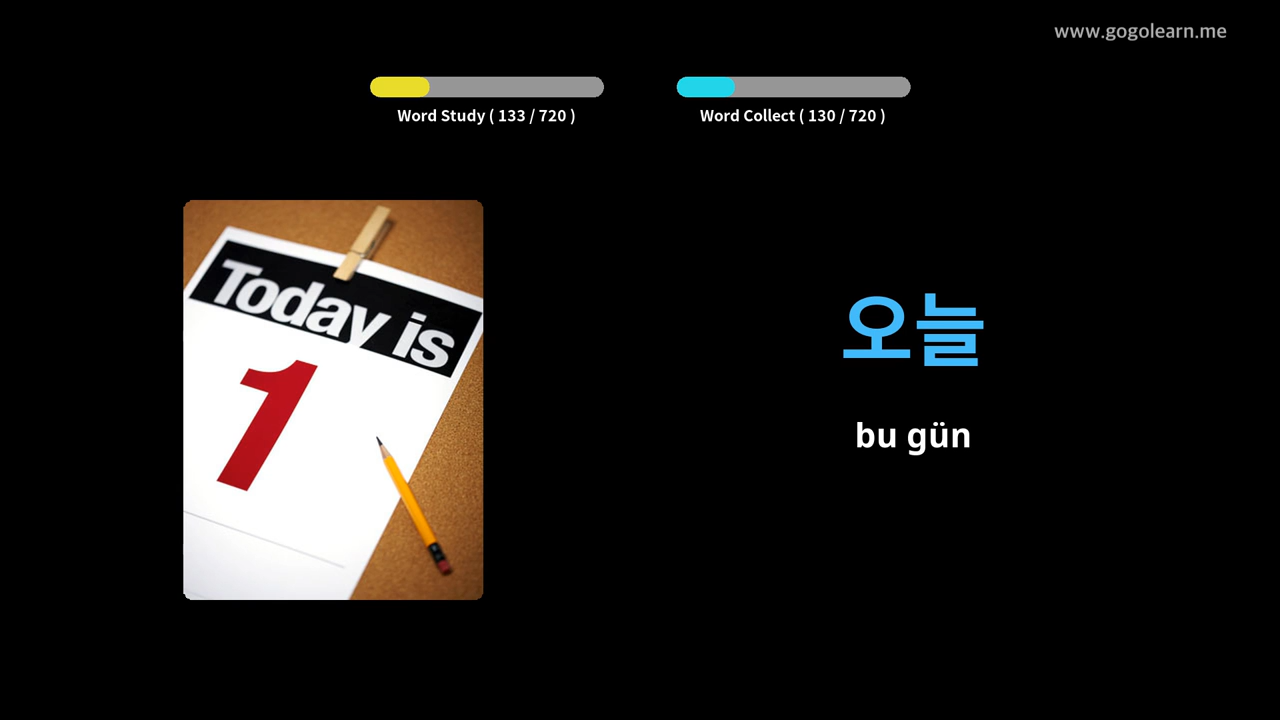 www.gogolearn.me
Word Study ( 133 / 720 )
Word Collect ( 130 / 720 )
Today is
1
오늘
bu gün